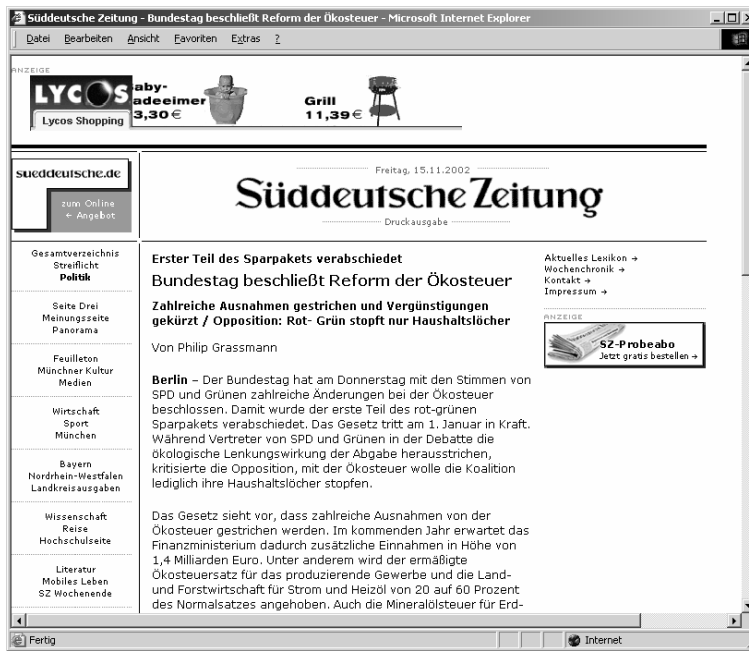 Süddeutsche Zeitung - Bundestag beschließt Reform der Ökosteuer - Microsoft Internet Explorer
Datei Bearbeiten Ansicht Favoriten Extras ?
ANZEIGE
LYCOS
Lycos Shopping
aby-
adeeimer
3,30€
Grill
11,39€
sueddeutsche.de
zum Online
← Angebot
Freitag, 15.11.2002
Süddeutsche Zeitung
Druckausgabe
Gesamtverzeichnis
Streiflicht
Politik
Seite Drei
Meinungsseite
Panorama
Feuilleton
Münchner Kultur
Medien
Wirtschaft
Sport
München
Bayern
Nordrhein-Westfalen
Landkreisausgaben
Wissenschaft
Reise
Hochschulseite
Literatur
Mobiles Leben
SZ Wochenende
Erster Teil des Sparpakets verabschiedet
Bundestag beschließt Reform der Ökosteuer
Zahlreiche Ausnahmen gestrichen und Vergünstigungen
gekürzt / Opposition: Rot- Grün stopft nur Haushaltslöcher
Von Philip Grassmann
Berlin – Der Bundestag hat am Donnerstag mit den Stimmen von
SPD und Grünen zahlreiche Änderungen bei der Ökosteuer
beschlossen. Damit wurde der erste Teil des rot-grünen
Sparpakets verabschiedet. Das Gesetz tritt am 1. Januar in Kraft.
Während Vertreter von SPD und Grünen in der Debatte die
ökologische Lenkungswirkung der Abgabe herausstrichen,
kritisierte die Opposition, mit der Ökosteuer wolle die Koalition
lediglich ihre Haushaltslöcher stopfen.
Das Gesetz sieht vor, dass zahlreiche Ausnahmen von der
Ökosteuer gestrichen werden. Im kommenden Jahr erwartet das
Finanzministerium dadurch zusätzliche Einnahmen in Höhe von
1,4 Milliarden Euro. Unter anderem wird der ermäßigte
Ökosteuersatz für das produzierende Gewerbe und die Land-
und Forstwirtschaft für Strom und Heizöl von 20 auf 60 Prozent
des Normalsatzes angehoben. Auch die Mineralölsteuer für Erd-
Aktuelles Lexikon →
Wochenchronik →
Kontakt →
Impressum →
ANZEIGE
SZ-Probeabo
Jetzt gratis bestellen →
Fertig
Internet